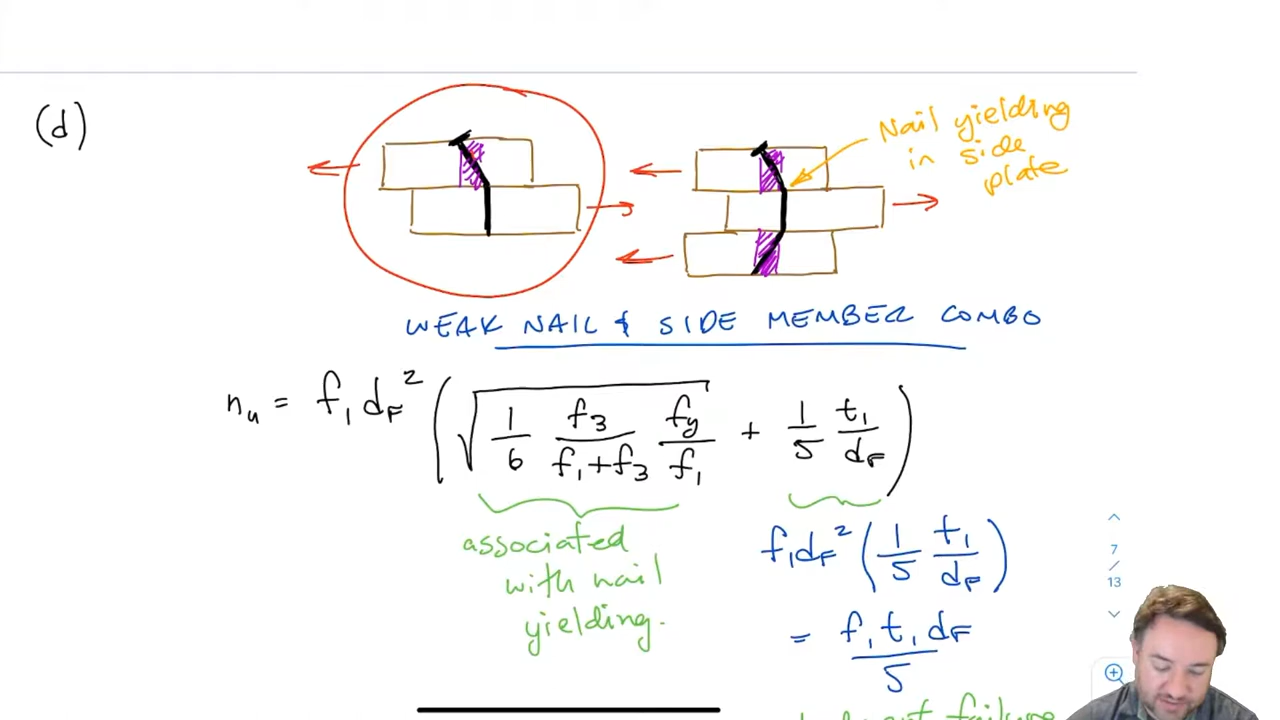 (d)
Nail yielding
in side
plate
WEAK NAIL & SIDE MEMBER COMBO
n_u = f_1 d_F^2 ( √(1/6 f_3/(f_1+f_3) f_y/f_1) + 1/5 t_1/d_F )
associated
with nail
yielding.
f_1 d_F^2 ( 1/5 t_1/d_F )
= f_1 t_1 d_F / 5
failure
7
/
13